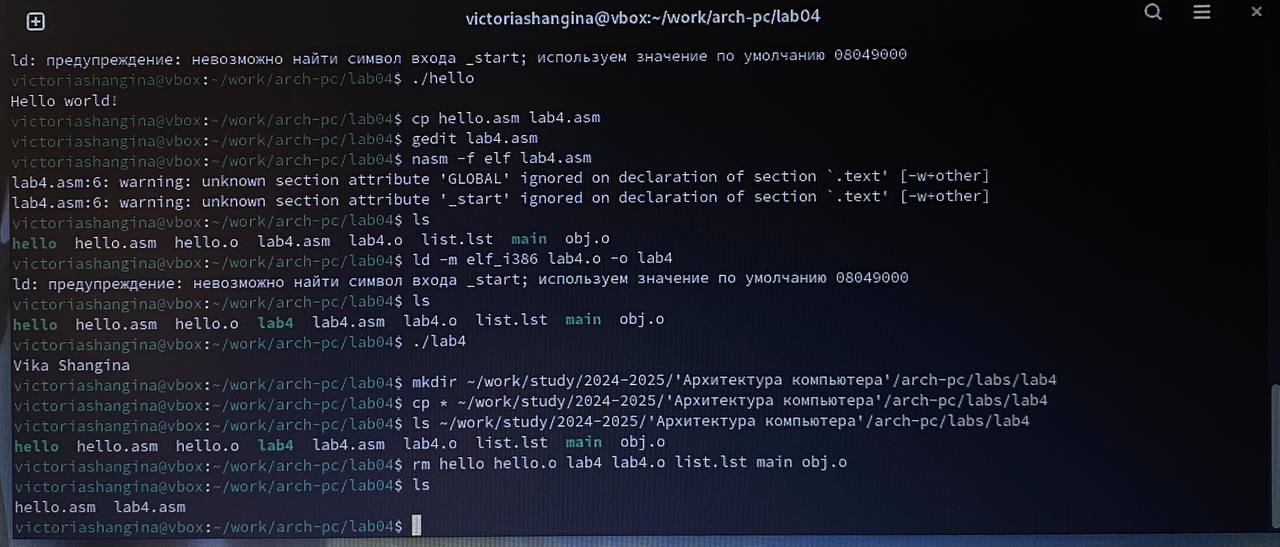 victoriashangina@vbox:~/work/arch-pc/lab04
ld: предупреждение: невозможно найти символ входа _start; используем значение по умолчанию 08049000
victoriashangina@vbox:~/work/arch-pc/lab04$ ./hello
Hello world!
victoriashangina@vbox:~/work/arch-pc/lab04$ cp hello.asm lab4.asm
victoriashangina@vbox:~/work/arch-pc/lab04$ gedit lab4.asm
victoriashangina@vbox:~/work/arch-pc/lab04$ nasm -f elf lab4.asm
lab4.asm:6: warning: unknown section attribute 'GLOBAL' ignored on declaration of section `.text' [-w+other]
lab4.asm:6: warning: unknown section attribute '_start' ignored on declaration of section `.text' [-w+other]
victoriashangina@vbox:~/work/arch-pc/lab04$ ls
hello  hello.asm  hello.o  lab4.asm  lab4.o  list.lst  main  obj.o
victoriashangina@vbox:~/work/arch-pc/lab04$ ld -m elf_i386 lab4.o -o lab4
ld: предупреждение: невозможно найти символ входа _start; используем значение по умолчанию 08049000
victoriashangina@vbox:~/work/arch-pc/lab04$ ls
hello  hello.asm  hello.o  lab4  lab4.asm  lab4.o  list.lst  main  obj.o
victoriashangina@vbox:~/work/arch-pc/lab04$ ./lab4
Vika Shangina
victoriashangina@vbox:~/work/arch-pc/lab04$ mkdir ~/work/study/2024-2025/'Архитектура компьютера'/arch-pc/labs/lab4
victoriashangina@vbox:~/work/arch-pc/lab04$ cp * ~/work/study/2024-2025/'Архитектура компьютера'/arch-pc/labs/lab4
victoriashangina@vbox:~/work/arch-pc/lab04$ ls ~/work/study/2024-2025/'Архитектура компьютера'/arch-pc/labs/lab4
hello  hello.asm  hello.o  lab4  lab4.asm  lab4.o  list.lst  main  obj.o
victoriashangina@vbox:~/work/arch-pc/lab04$ rm hello hello.o lab4 lab4.o list.lst main obj.o
victoriashangina@vbox:~/work/arch-pc/lab04$ ls
hello.asm  lab4.asm
victoriashangina@vbox:~/work/arch-pc/lab04$